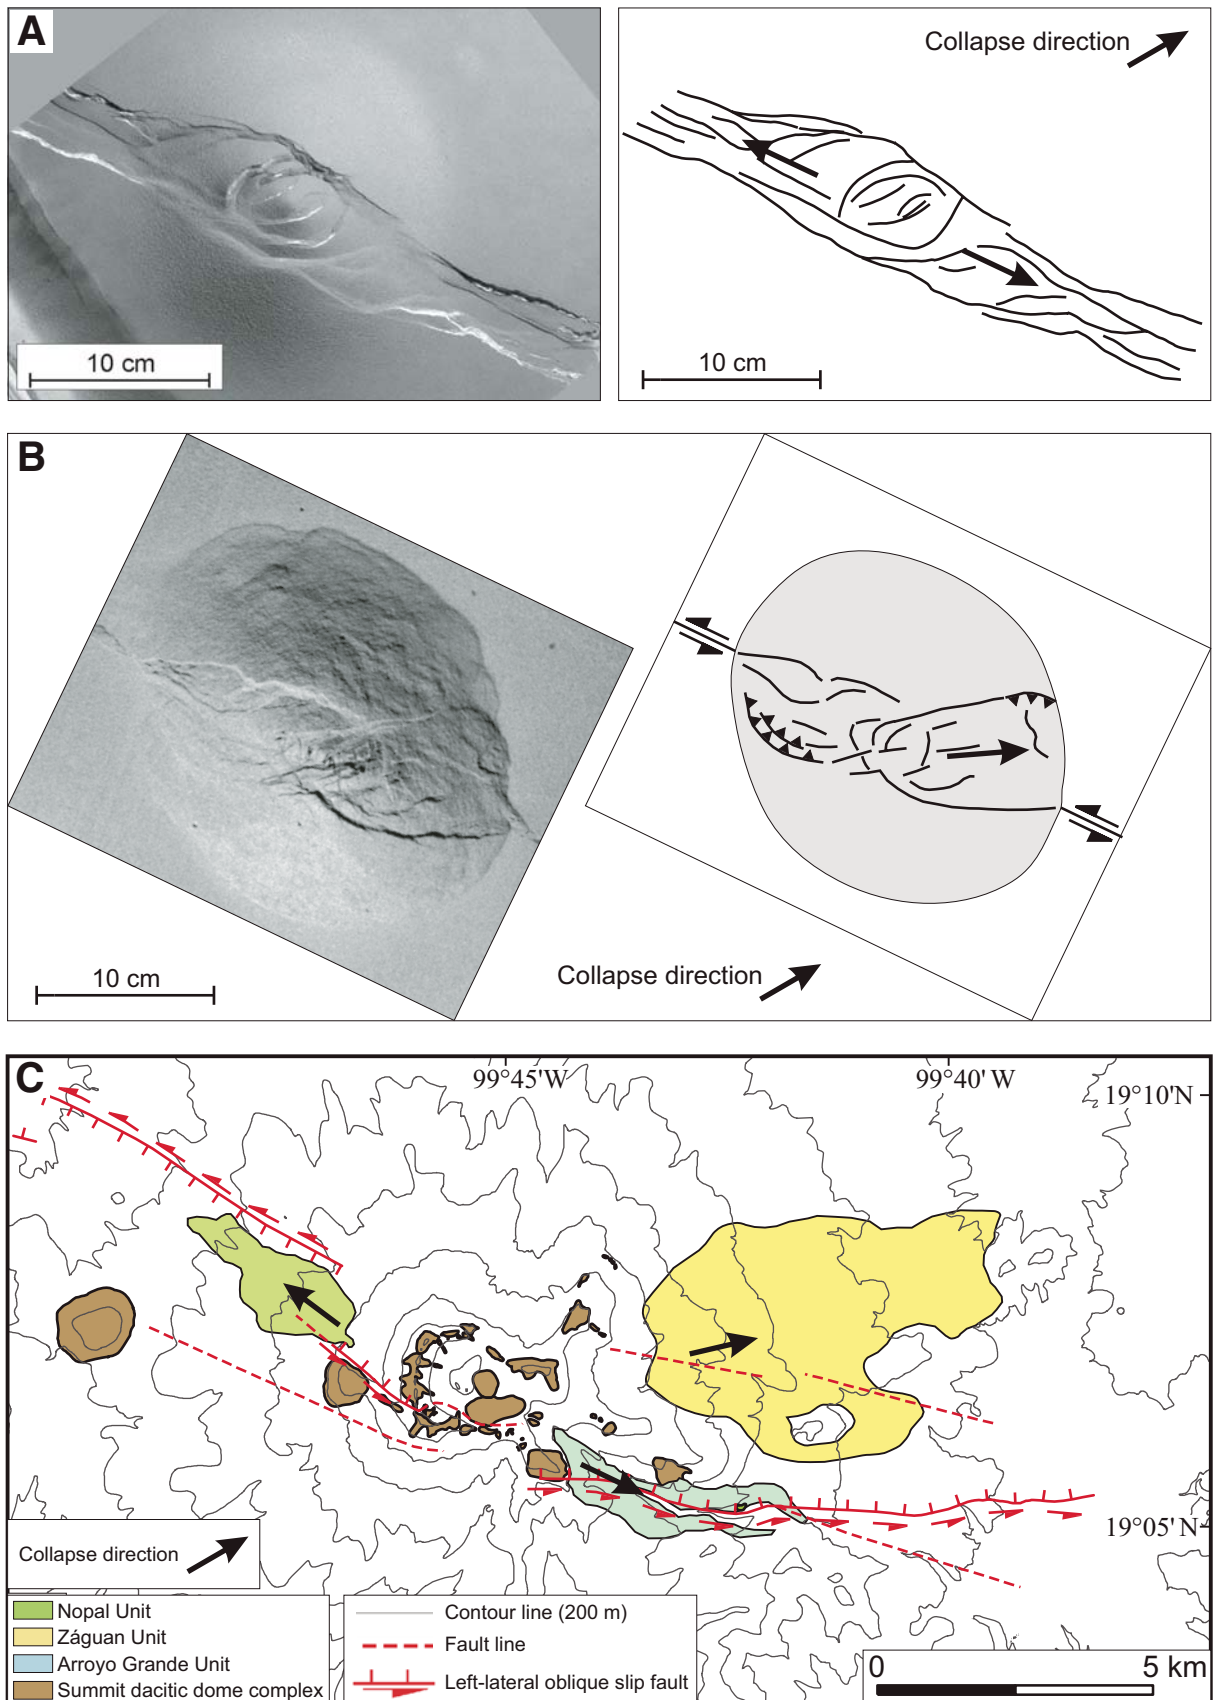 A
Collapse direction
10 cm
10 cm
B
10 cm
Collapse direction
C
99°45'W
99°40' W
19°10'N
19°05'N
Collapse direction
Nopal Unit
Záguan Unit
Arroyo Grande Unit
Summit dacitic dome complex
Contour line (200 m)
Fault line
Left-lateral oblique slip fault
0
5 km